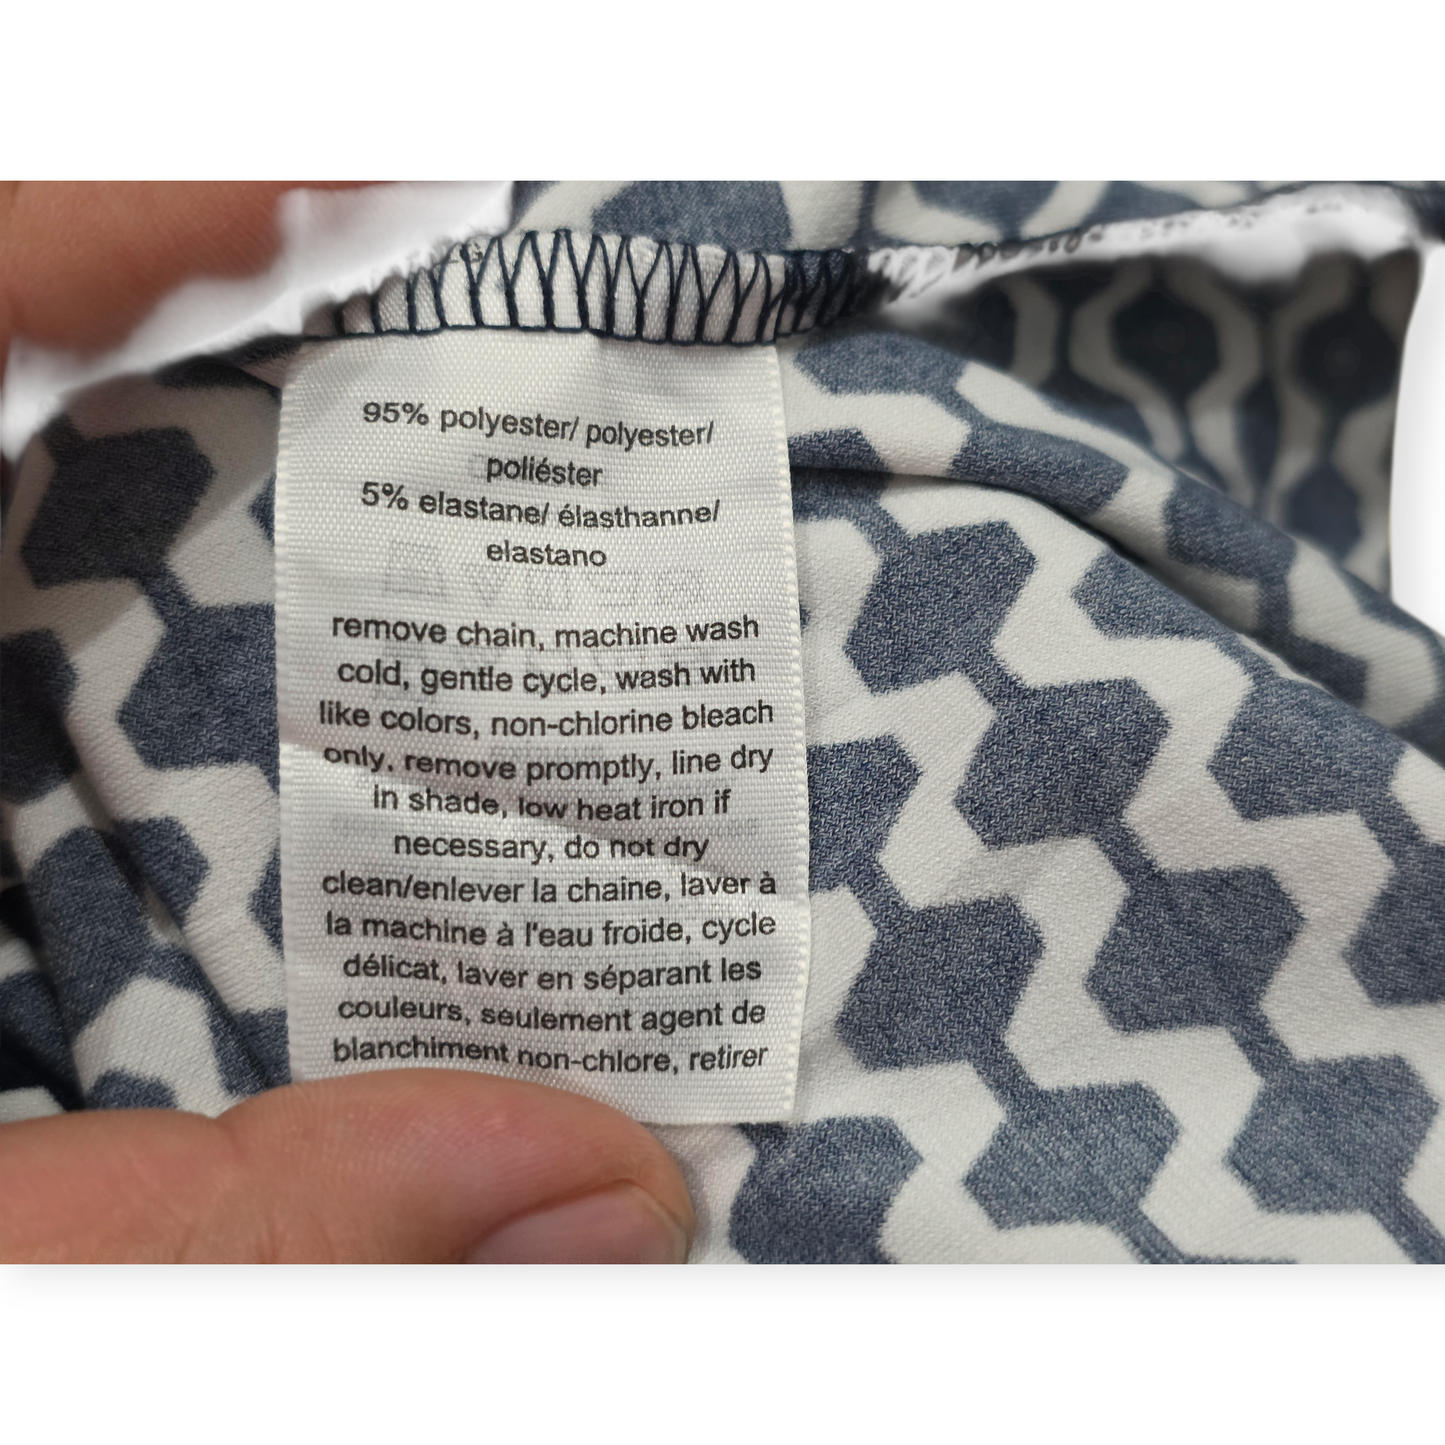 95% polyester/ polyester/
poliéster
5% elastane/ élasthanne/
elastano
remove chain, machine wash
cold, gentle cycle, wash with
like colors, non-chlorine bleach
only, remove promptly, line dry
in shade, low heat iron if
necessary, do not dry
clean/enlever la chaine, laver à
la machine à l'eau froide, cycle
délicat, laver en séparant les
couleurs, seulement agent de
blanchiment non-chlore, retirer